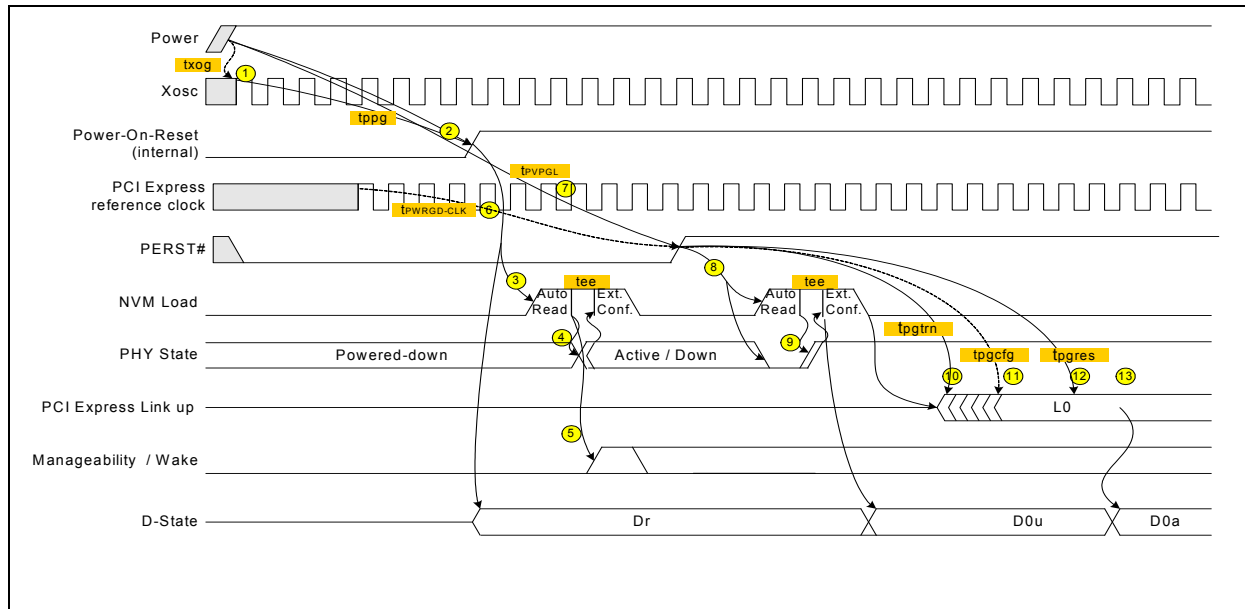 Power
txog
1
Xosc
tppg
2
Power-On-Reset
(internal)
tPVPGL
7
PCI Express
reference clock
tPWRGD-CLK
6
PERST#
8
3
tee
tee
NVM Load
Auto
Read
Ext.
Conf.
Auto
Read
Ext.
Conf.
tpgtrn
4
9
PHY State
Powered-down
Active / Down
tpgcfg
tpgres
10
11
12
13
PCI Express Link up
L0
5
Manageability / Wake
D-State
Dr
D0u
D0a